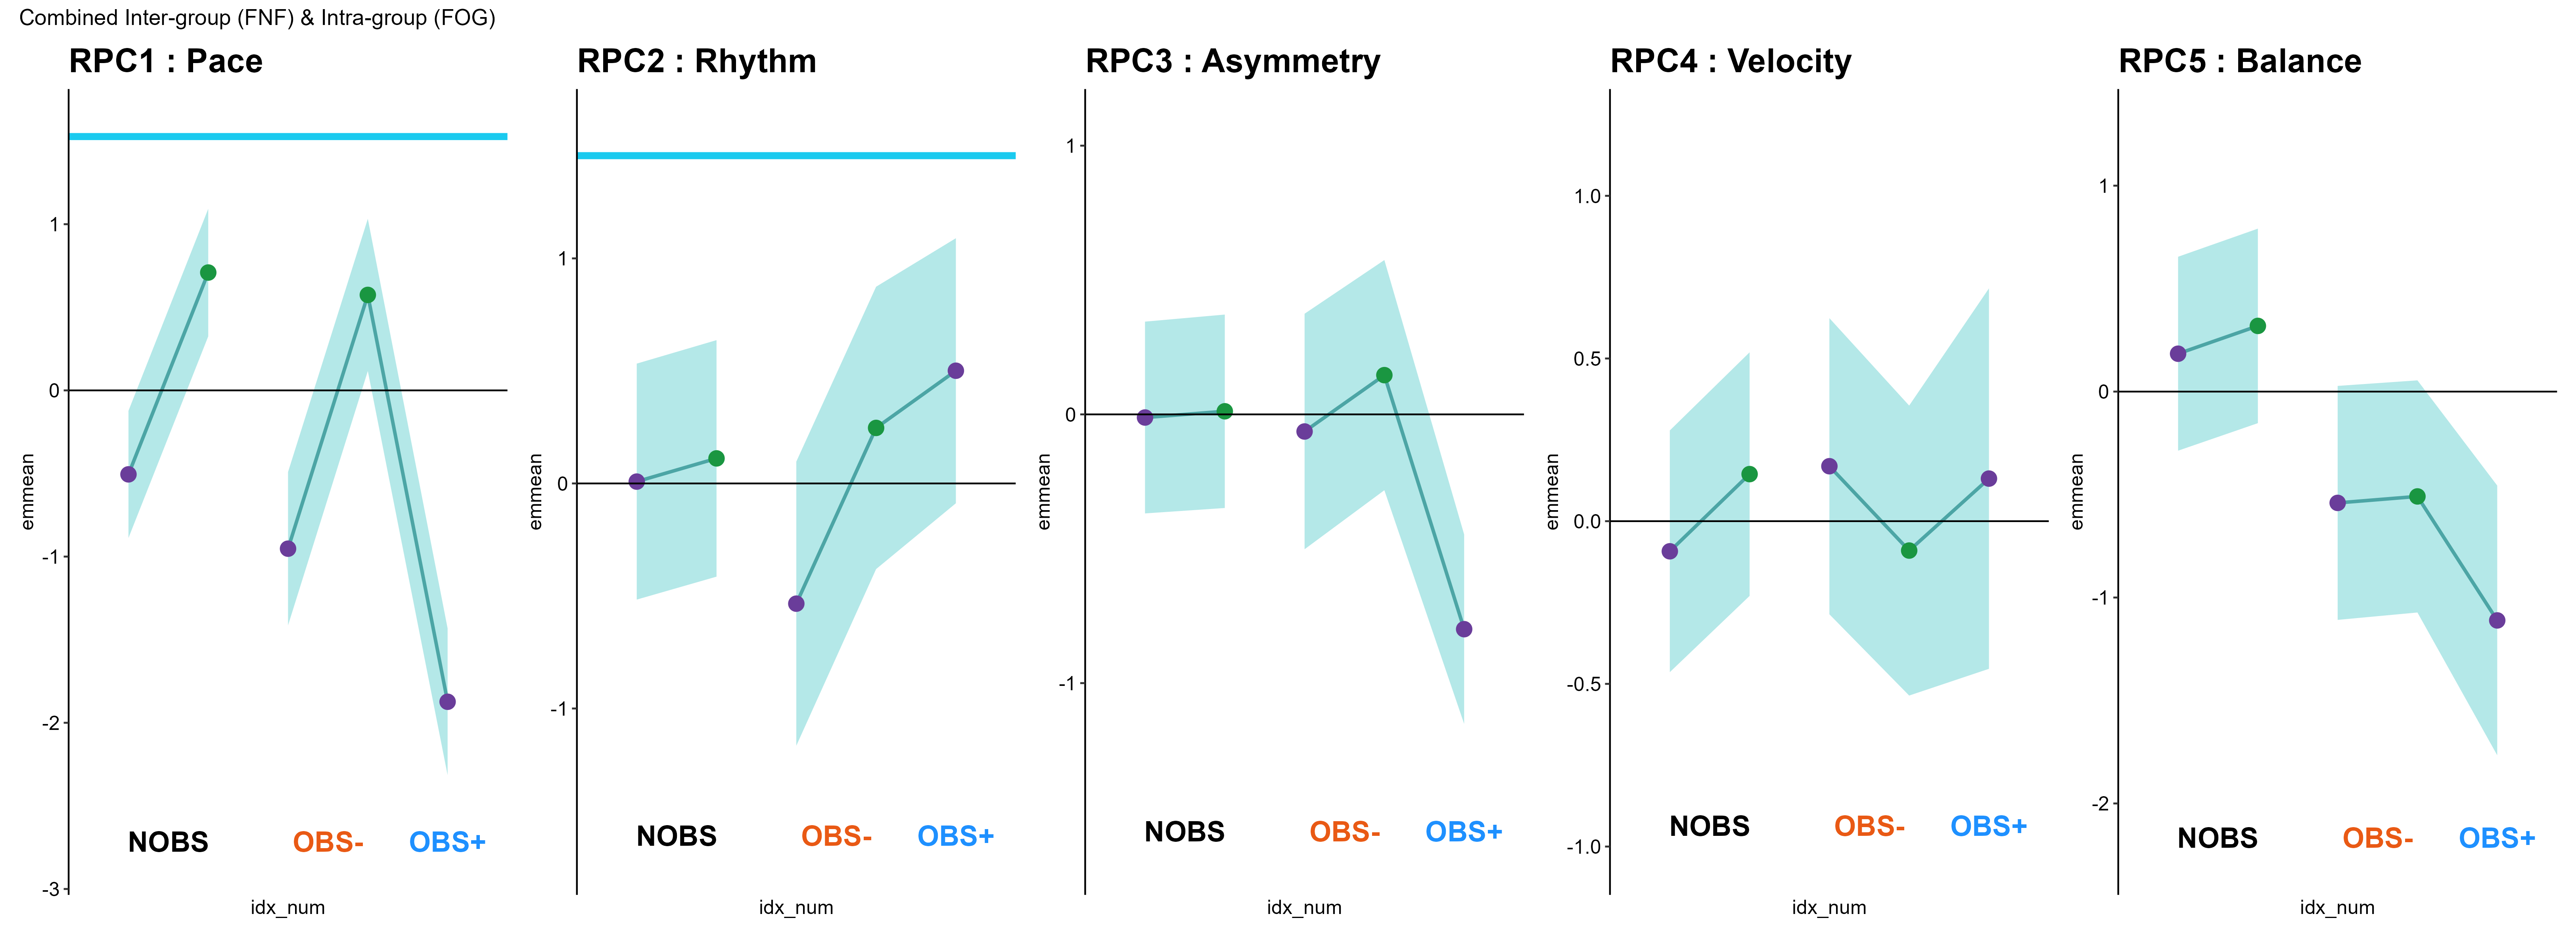 Combined Inter-group (FNF) & Intra-group (FOG)
RPC1 : Pace
emmean
1
0
-1
-2
-3
NOBS
OBS-
OBS+
idx_num
RPC2 : Rhythm
emmean
1
0
-1
NOBS
OBS-
OBS+
idx_num
RPC3 : Asymmetry
emmean
1
0
-1
NOBS
OBS-
OBS+
idx_num
RPC4 : Velocity
emmean
1.0
0.5
0.0
-0.5
-1.0
NOBS
OBS-
OBS+
idx_num
RPC5 : Balance
emmean
1
0
-1
-2
NOBS
OBS-
OBS+
idx_num